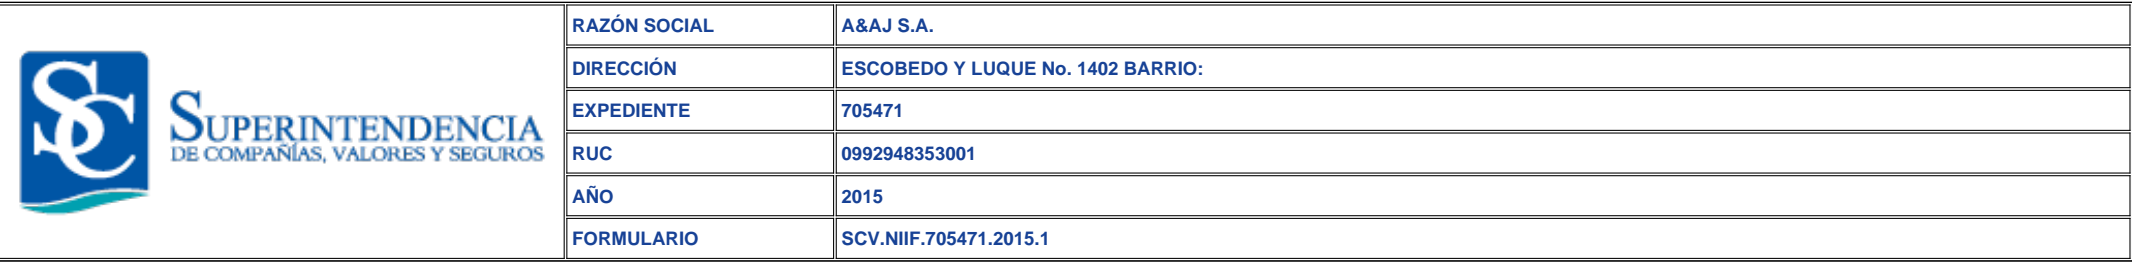 SC
SUPERINTENDENCIA
DE COMPAÑÍAS, VALORES Y SEGUROS
RAZÓN SOCIAL A&AJ S.A.
DIRECCIÓN ESCOBEDO Y LUQUE No. 1402 BARRIO:
EXPEDIENTE 705471
RUC 0992948353001
AÑO 2015
FORMULARIO SCV.NIIF.705471.2015.1